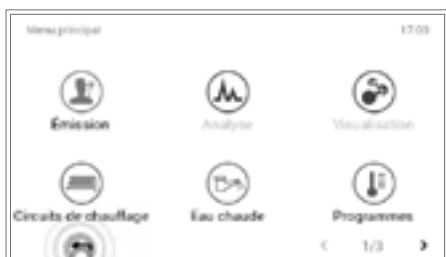 Menu principal 17:03
Émission Analyse Visualisation
Circuits de chauffage Eau chaude Programmes
< 1/3 >